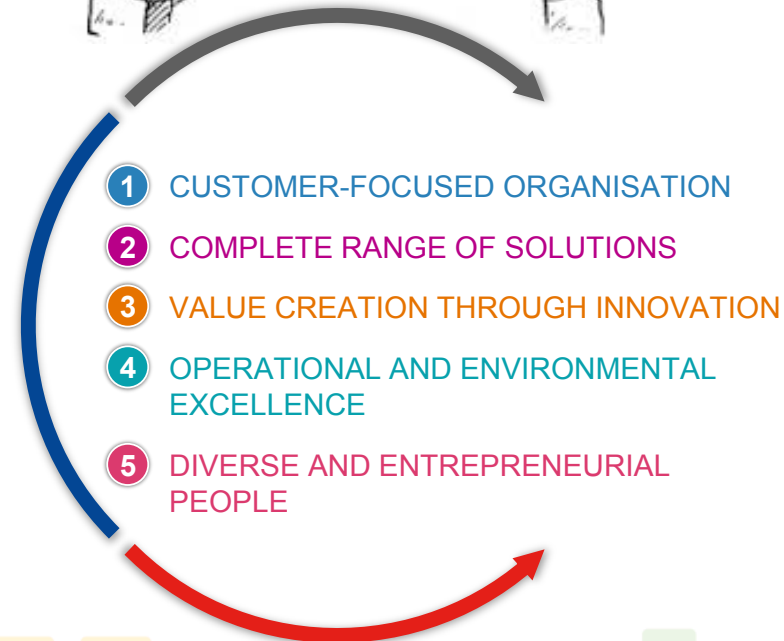 1 CUSTOMER-FOCUSED ORGANISATION
2 COMPLETE RANGE OF SOLUTIONS
3 VALUE CREATION THROUGH INNOVATION
4 OPERATIONAL AND ENVIRONMENTAL
EXCELLENCE
5 DIVERSE AND ENTREPRENEURIAL
PEOPLE